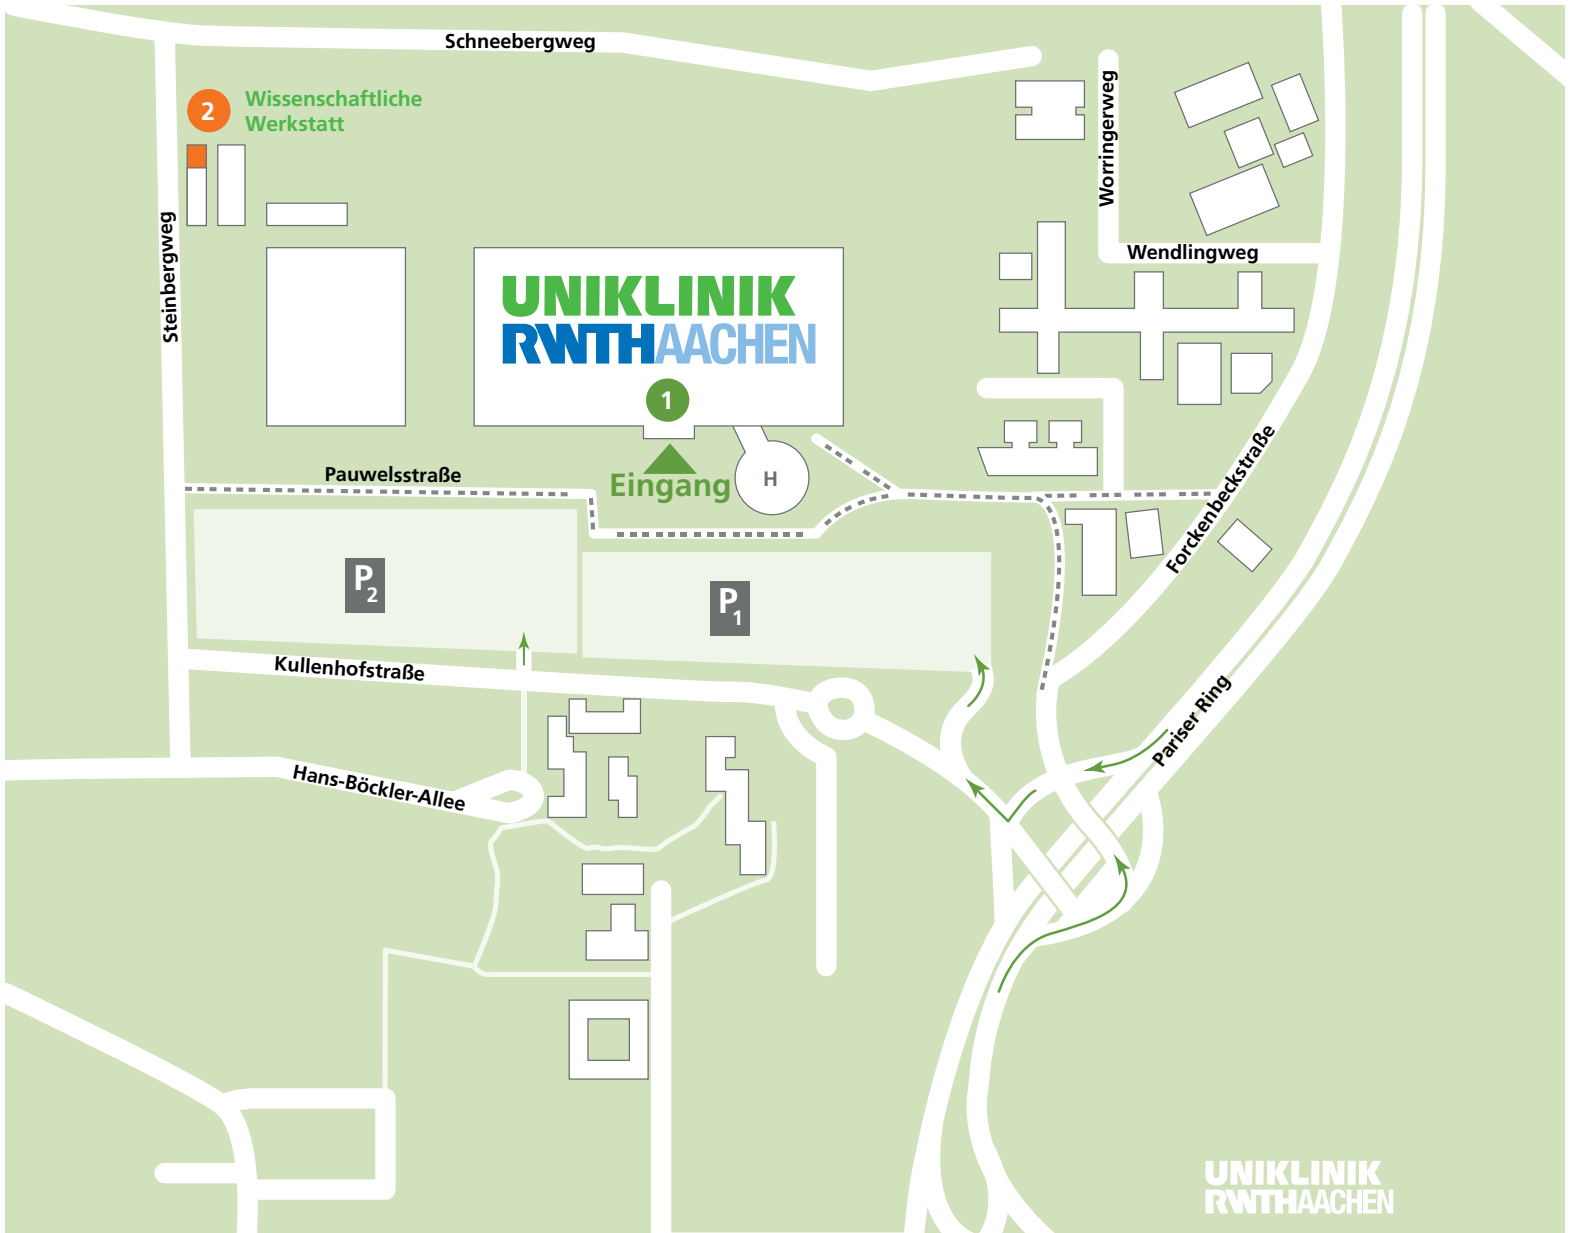 Schneebergweg
2
Wissenschaftliche
Werkstatt
Worringerweg
Wendlingweg
Steinbergweg
UNIKLINIK
RWTHAACHEN
1
Eingang
H
Pauwelsstraße
Forckenbeckstraße
P2
P1
Kullenhofstraße
Pariser Ring
Hans-Böckler-Allee
UNIKLINIK
RWTHAACHEN